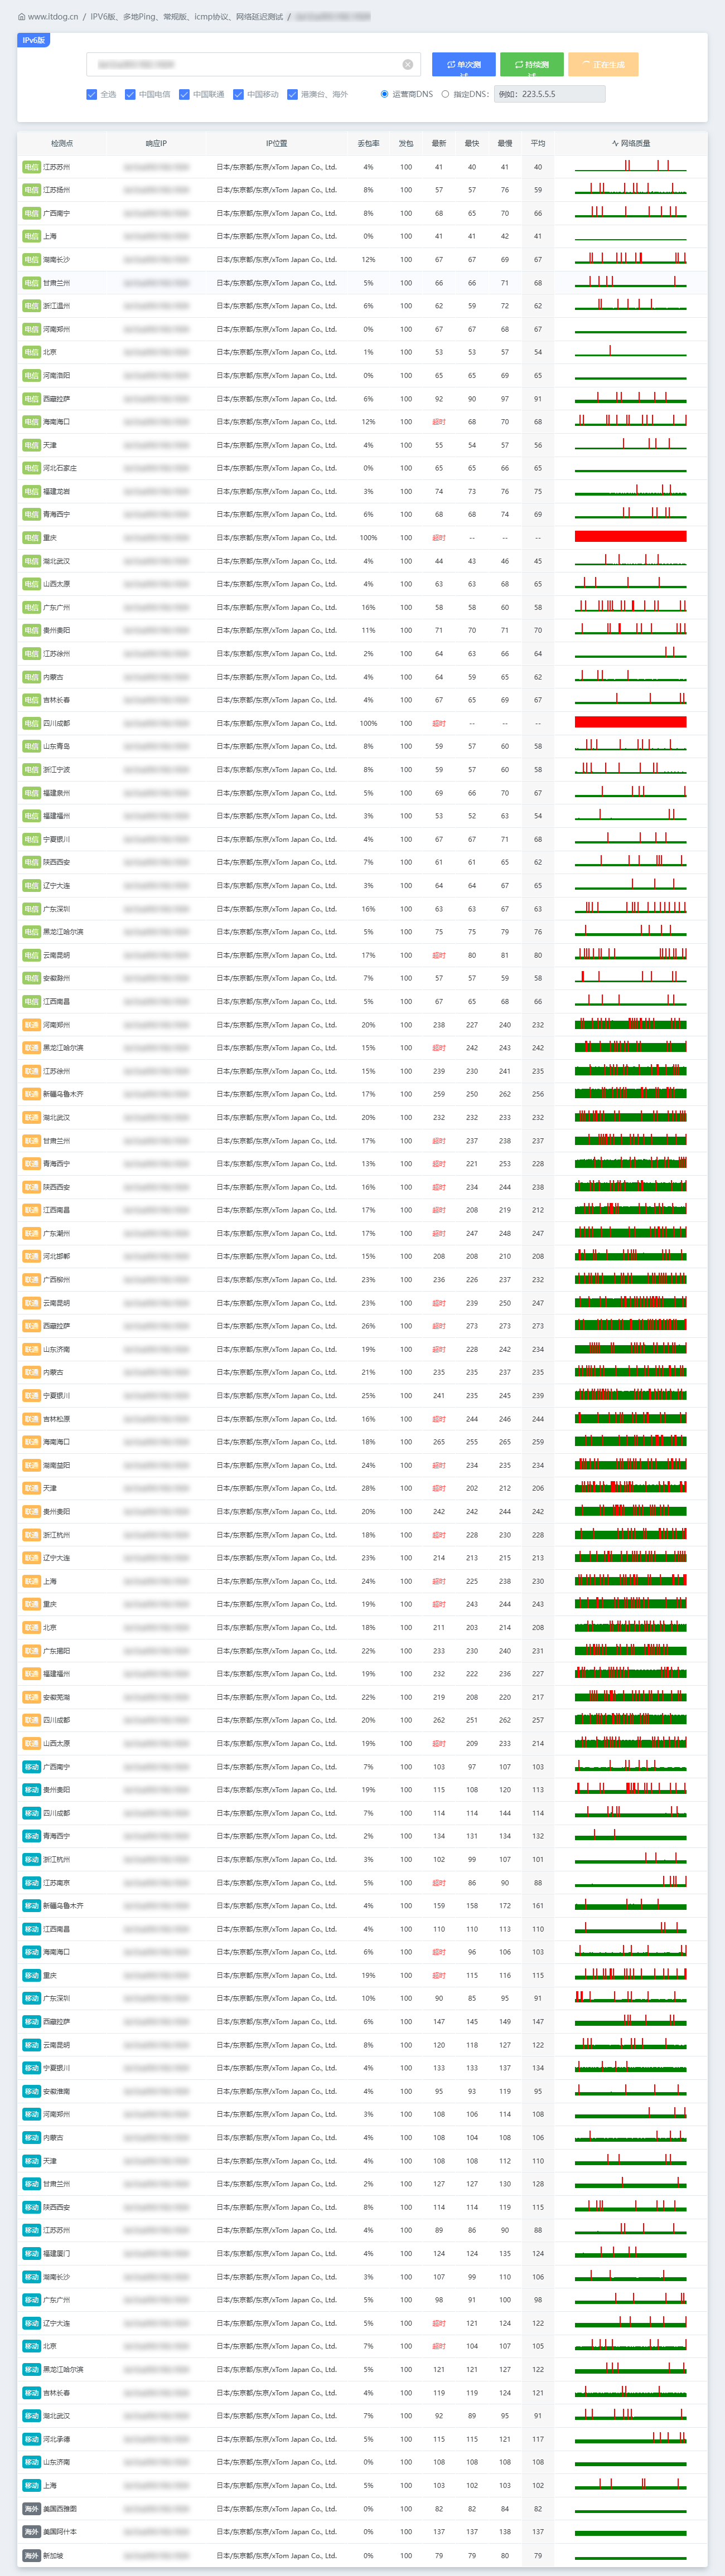 www.itdog.cn / IPV6版、多地Ping、常规版、icmp协议、网络延迟测试 /
IPv6版
单次测试 持续测试 正在生成
全选 中国电信 中国联通 中国移动 港澳台、海外 运营商DNS 指定DNS: 例如：223.5.5.5
检测点 响应IP IP位置 丢包率 发包 最新 最快 最慢 平均 网络质量
电信 江苏苏州 日本/东京都/东京/xTom Japan Co., Ltd. 4% 100 41 40 41 40
电信 江苏扬州 日本/东京都/东京/xTom Japan Co., Ltd. 8% 100 57 57 76 59
电信 广西南宁 日本/东京都/东京/xTom Japan Co., Ltd. 8% 100 68 65 70 66
电信 上海 日本/东京都/东京/xTom Japan Co., Ltd. 0% 100 41 41 42 41
电信 湖南长沙 日本/东京都/东京/xTom Japan Co., Ltd. 12% 100 67 67 69 67
电信 甘肃兰州 日本/东京都/东京/xTom Japan Co., Ltd. 5% 100 66 66 71 68
电信 浙江温州 日本/东京都/东京/xTom Japan Co., Ltd. 6% 100 62 59 72 62
电信 河南郑州 日本/东京都/东京/xTom Japan Co., Ltd. 0% 100 67 67 68 67
电信 北京 日本/东京都/东京/xTom Japan Co., Ltd. 1% 100 53 53 57 54
电信 河南洛阳 日本/东京都/东京/xTom Japan Co., Ltd. 0% 100 65 65 69 65
电信 西藏拉萨 日本/东京都/东京/xTom Japan Co., Ltd. 6% 100 92 90 97 91
电信 海南海口 日本/东京都/东京/xTom Japan Co., Ltd. 12% 100 超时 68 70 68
电信 天津 日本/东京都/东京/xTom Japan Co., Ltd. 4% 100 55 54 57 56
电信 河北石家庄 日本/东京都/东京/xTom Japan Co., Ltd. 0% 100 65 65 66 65
电信 福建龙岩 日本/东京都/东京/xTom Japan Co., Ltd. 3% 100 74 73 76 75
电信 青海西宁 日本/东京都/东京/xTom Japan Co., Ltd. 6% 100 68 68 74 69
电信 重庆 日本/东京都/东京/xTom Japan Co., Ltd. 100% 100 超时 -- -- --
电信 湖北武汉 日本/东京都/东京/xTom Japan Co., Ltd. 4% 100 44 43 46 45
电信 山西太原 日本/东京都/东京/xTom Japan Co., Ltd. 4% 100 63 63 68 65
电信 广东广州 日本/东京都/东京/xTom Japan Co., Ltd. 16% 100 58 58 60 58
电信 贵州贵阳 日本/东京都/东京/xTom Japan Co., Ltd. 11% 100 71 70 71 70
电信 江苏徐州 日本/东京都/东京/xTom Japan Co., Ltd. 2% 100 64 63 66 64
电信 内蒙古 日本/东京都/东京/xTom Japan Co., Ltd. 4% 100 64 59 65 62
电信 吉林长春 日本/东京都/东京/xTom Japan Co., Ltd. 4% 100 67 65 69 67
电信 四川成都 日本/东京都/东京/xTom Japan Co., Ltd. 100% 100 超时 -- -- --
电信 山东青岛 日本/东京都/东京/xTom Japan Co., Ltd. 8% 100 59 57 60 58
电信 浙江宁波 日本/东京都/东京/xTom Japan Co., Ltd. 8% 100 59 57 60 58
电信 福建泉州 日本/东京都/东京/xTom Japan Co., Ltd. 5% 100 69 66 70 67
电信 福建福州 日本/东京都/东京/xTom Japan Co., Ltd. 3% 100 53 52 63 54
电信 宁夏银川 日本/东京都/东京/xTom Japan Co., Ltd. 4% 100 67 67 71 68
电信 陕西西安 日本/东京都/东京/xTom Japan Co., Ltd. 7% 100 61 61 65 62
电信 辽宁大连 日本/东京都/东京/xTom Japan Co., Ltd. 3% 100 64 64 67 65
电信 广东深圳 日本/东京都/东京/xTom Japan Co., Ltd. 16% 100 63 63 67 63
电信 黑龙江哈尔滨 日本/东京都/东京/xTom Japan Co., Ltd. 5% 100 75 75 79 76
电信 云南昆明 日本/东京都/东京/xTom Japan Co., Ltd. 17% 100 超时 80 81 80
电信 安徽滁州 日本/东京都/东京/xTom Japan Co., Ltd. 7% 100 57 57 59 58
电信 江西南昌 日本/东京都/东京/xTom Japan Co., Ltd. 5% 100 67 65 68 66
联通 河南郑州 日本/东京都/东京/xTom Japan Co., Ltd. 20% 100 238 227 240 232
联通 黑龙江哈尔滨 日本/东京都/东京/xTom Japan Co., Ltd. 15% 100 超时 242 243 242
联通 江苏徐州 日本/东京都/东京/xTom Japan Co., Ltd. 15% 100 239 230 241 235
联通 新疆乌鲁木齐 日本/东京都/东京/xTom Japan Co., Ltd. 17% 100 259 250 262 256
联通 湖北武汉 日本/东京都/东京/xTom Japan Co., Ltd. 20% 100 232 232 233 232
联通 甘肃兰州 日本/东京都/东京/xTom Japan Co., Ltd. 17% 100 超时 237 238 237
联通 青海西宁 日本/东京都/东京/xTom Japan Co., Ltd. 13% 100 超时 221 253 228
联通 陕西西安 日本/东京都/东京/xTom Japan Co., Ltd. 16% 100 超时 234 244 238
联通 江西南昌 日本/东京都/东京/xTom Japan Co., Ltd. 17% 100 超时 208 219 212
联通 广东潮州 日本/东京都/东京/xTom Japan Co., Ltd. 17% 100 超时 247 248 247
联通 河北邯郸 日本/东京都/东京/xTom Japan Co., Ltd. 15% 100 208 208 210 208
联通 广西柳州 日本/东京都/东京/xTom Japan Co., Ltd. 23% 100 236 226 237 232
联通 云南昆明 日本/东京都/东京/xTom Japan Co., Ltd. 23% 100 超时 239 250 247
联通 西藏拉萨 日本/东京都/东京/xTom Japan Co., Ltd. 26% 100 超时 273 273 273
联通 山东济南 日本/东京都/东京/xTom Japan Co., Ltd. 19% 100 超时 228 242 234
联通 内蒙古 日本/东京都/东京/xTom Japan Co., Ltd. 21% 100 235 235 237 235
联通 宁夏银川 日本/东京都/东京/xTom Japan Co., Ltd. 25% 100 241 235 245 239
联通 吉林松原 日本/东京都/东京/xTom Japan Co., Ltd. 16% 100 超时 244 246 244
联通 海南海口 日本/东京都/东京/xTom Japan Co., Ltd. 18% 100 265 255 265 259
联通 湖南益阳 日本/东京都/东京/xTom Japan Co., Ltd. 24% 100 超时 234 235 234
联通 天津 日本/东京都/东京/xTom Japan Co., Ltd. 28% 100 超时 202 212 206
联通 贵州贵阳 日本/东京都/东京/xTom Japan Co., Ltd. 20% 100 242 242 244 242
联通 浙江杭州 日本/东京都/东京/xTom Japan Co., Ltd. 18% 100 超时 228 230 228
联通 辽宁大连 日本/东京都/东京/xTom Japan Co., Ltd. 23% 100 214 213 215 213
联通 上海 日本/东京都/东京/xTom Japan Co., Ltd. 24% 100 超时 225 238 230
联通 重庆 日本/东京都/东京/xTom Japan Co., Ltd. 19% 100 超时 243 244 243
联通 北京 日本/东京都/东京/xTom Japan Co., Ltd. 18% 100 211 203 214 208
联通 广东揭阳 日本/东京都/东京/xTom Japan Co., Ltd. 22% 100 233 230 240 231
联通 福建福州 日本/东京都/东京/xTom Japan Co., Ltd. 19% 100 232 222 236 227
联通 安徽芜湖 日本/东京都/东京/xTom Japan Co., Ltd. 22% 100 219 208 220 217
联通 四川成都 日本/东京都/东京/xTom Japan Co., Ltd. 20% 100 262 251 262 257
联通 山西太原 日本/东京都/东京/xTom Japan Co., Ltd. 19% 100 超时 209 233 214
移动 广西南宁 日本/东京都/东京/xTom Japan Co., Ltd. 7% 100 103 97 107 103
移动 贵州贵阳 日本/东京都/东京/xTom Japan Co., Ltd. 19% 100 115 108 120 113
移动 四川成都 日本/东京都/东京/xTom Japan Co., Ltd. 7% 100 114 114 144 114
移动 青海西宁 日本/东京都/东京/xTom Japan Co., Ltd. 2% 100 134 131 134 132
移动 浙江杭州 日本/东京都/东京/xTom Japan Co., Ltd. 3% 100 102 99 107 101
移动 江苏南京 日本/东京都/东京/xTom Japan Co., Ltd. 5% 100 超时 86 90 88
移动 新疆乌鲁木齐 日本/东京都/东京/xTom Japan Co., Ltd. 4% 100 159 158 172 161
移动 江西南昌 日本/东京都/东京/xTom Japan Co., Ltd. 4% 100 110 110 113 110
移动 海南海口 日本/东京都/东京/xTom Japan Co., Ltd. 6% 100 超时 96 106 103
移动 重庆 日本/东京都/东京/xTom Japan Co., Ltd. 19% 100 超时 115 116 115
移动 广东深圳 日本/东京都/东京/xTom Japan Co., Ltd. 10% 100 90 85 95 91
移动 西藏拉萨 日本/东京都/东京/xTom Japan Co., Ltd. 6% 100 147 145 149 147
移动 云南昆明 日本/东京都/东京/xTom Japan Co., Ltd. 8% 100 120 118 127 122
移动 宁夏银川 日本/东京都/东京/xTom Japan Co., Ltd. 4% 100 133 133 137 134
移动 安徽淮南 日本/东京都/东京/xTom Japan Co., Ltd. 4% 100 95 93 119 95
移动 河南郑州 日本/东京都/东京/xTom Japan Co., Ltd. 3% 100 108 106 114 108
移动 内蒙古 日本/东京都/东京/xTom Japan Co., Ltd. 4% 100 108 104 108 106
移动 天津 日本/东京都/东京/xTom Japan Co., Ltd. 4% 100 108 108 112 110
移动 甘肃兰州 日本/东京都/东京/xTom Japan Co., Ltd. 2% 100 127 127 130 128
移动 陕西西安 日本/东京都/东京/xTom Japan Co., Ltd. 8% 100 114 114 119 115
移动 江苏苏州 日本/东京都/东京/xTom Japan Co., Ltd. 4% 100 89 86 90 88
移动 福建厦门 日本/东京都/东京/xTom Japan Co., Ltd. 4% 100 124 124 135 124
移动 湖南长沙 日本/东京都/东京/xTom Japan Co., Ltd. 3% 100 107 99 110 106
移动 广东广州 日本/东京都/东京/xTom Japan Co., Ltd. 5% 100 98 91 100 98
移动 辽宁大连 日本/东京都/东京/xTom Japan Co., Ltd. 5% 100 超时 121 124 122
移动 北京 日本/东京都/东京/xTom Japan Co., Ltd. 7% 100 超时 104 107 105
移动 黑龙江哈尔滨 日本/东京都/东京/xTom Japan Co., Ltd. 5% 100 121 121 127 122
移动 吉林长春 日本/东京都/东京/xTom Japan Co., Ltd. 4% 100 119 119 124 121
移动 湖北武汉 日本/东京都/东京/xTom Japan Co., Ltd. 7% 100 92 89 95 91
移动 河北承德 日本/东京都/东京/xTom Japan Co., Ltd. 5% 100 115 115 121 117
移动 山东济南 日本/东京都/东京/xTom Japan Co., Ltd. 0% 100 108 108 108 108
移动 上海 日本/东京都/东京/xTom Japan Co., Ltd. 5% 100 103 102 103 102
海外 美国西雅图 日本/东京都/东京/xTom Japan Co., Ltd. 0% 100 82 82 84 82
海外 美国阿什本 日本/东京都/东京/xTom Japan Co., Ltd. 0% 100 137 137 138 137
海外 新加坡 日本/东京都/东京/xTom Japan Co., Ltd. 0% 100 79 79 80 79